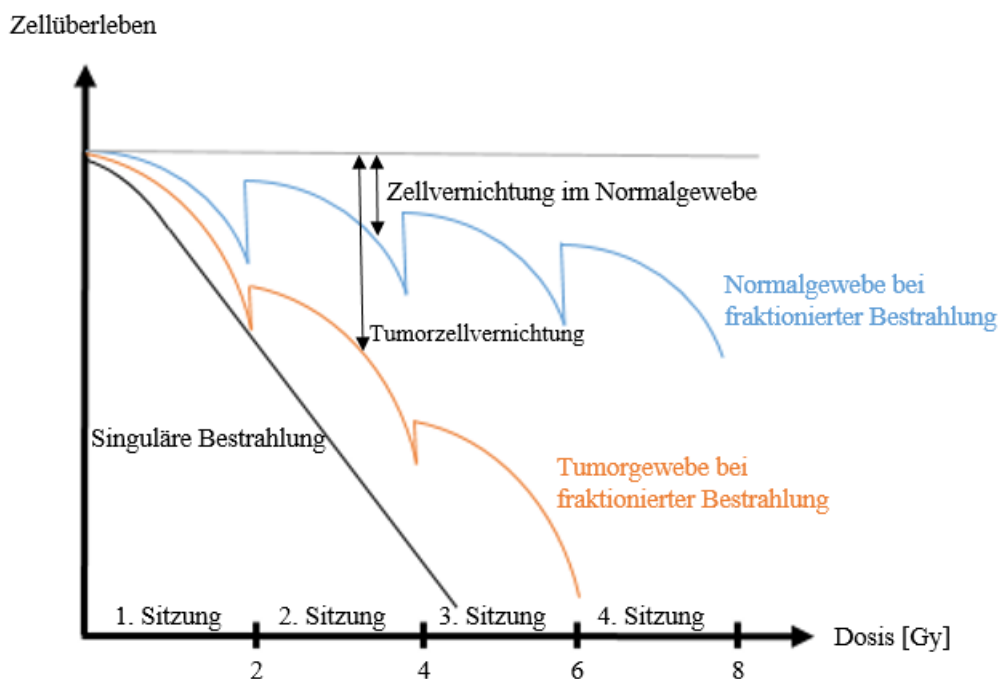 Zellüberleben
Zellvernichtung im Normalgewebe
Normalgewebe bei
fraktionierter Bestrahlung
Tumorzellvernichtung
Singuläre Bestrahlung
Tumorgewebe bei
fraktionierter Bestrahlung
1. Sitzung
2. Sitzung
3. Sitzung
4. Sitzung
Dosis [Gy]
2
4
6
8